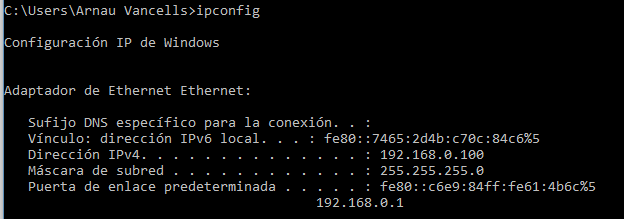 C:\Users\Arnau Vancells>ipconfig
Configuración IP de Windows
Adaptador de Ethernet Ethernet:
Sufijo DNS específico para la conexión. . :
Vínculo: dirección IPv6 local. . . : fe80::7465:2d4b:c70c:84c6%5
Dirección IPv4. . . . . . . . . . . . . . : 192.168.0.100
Máscara de subred . . . . . . . . . . . . : 255.255.255.0
Puerta de enlace predeterminada . . . . . : fe80::c6e9:84ff:fe61:4b6c%5
192.168.0.1